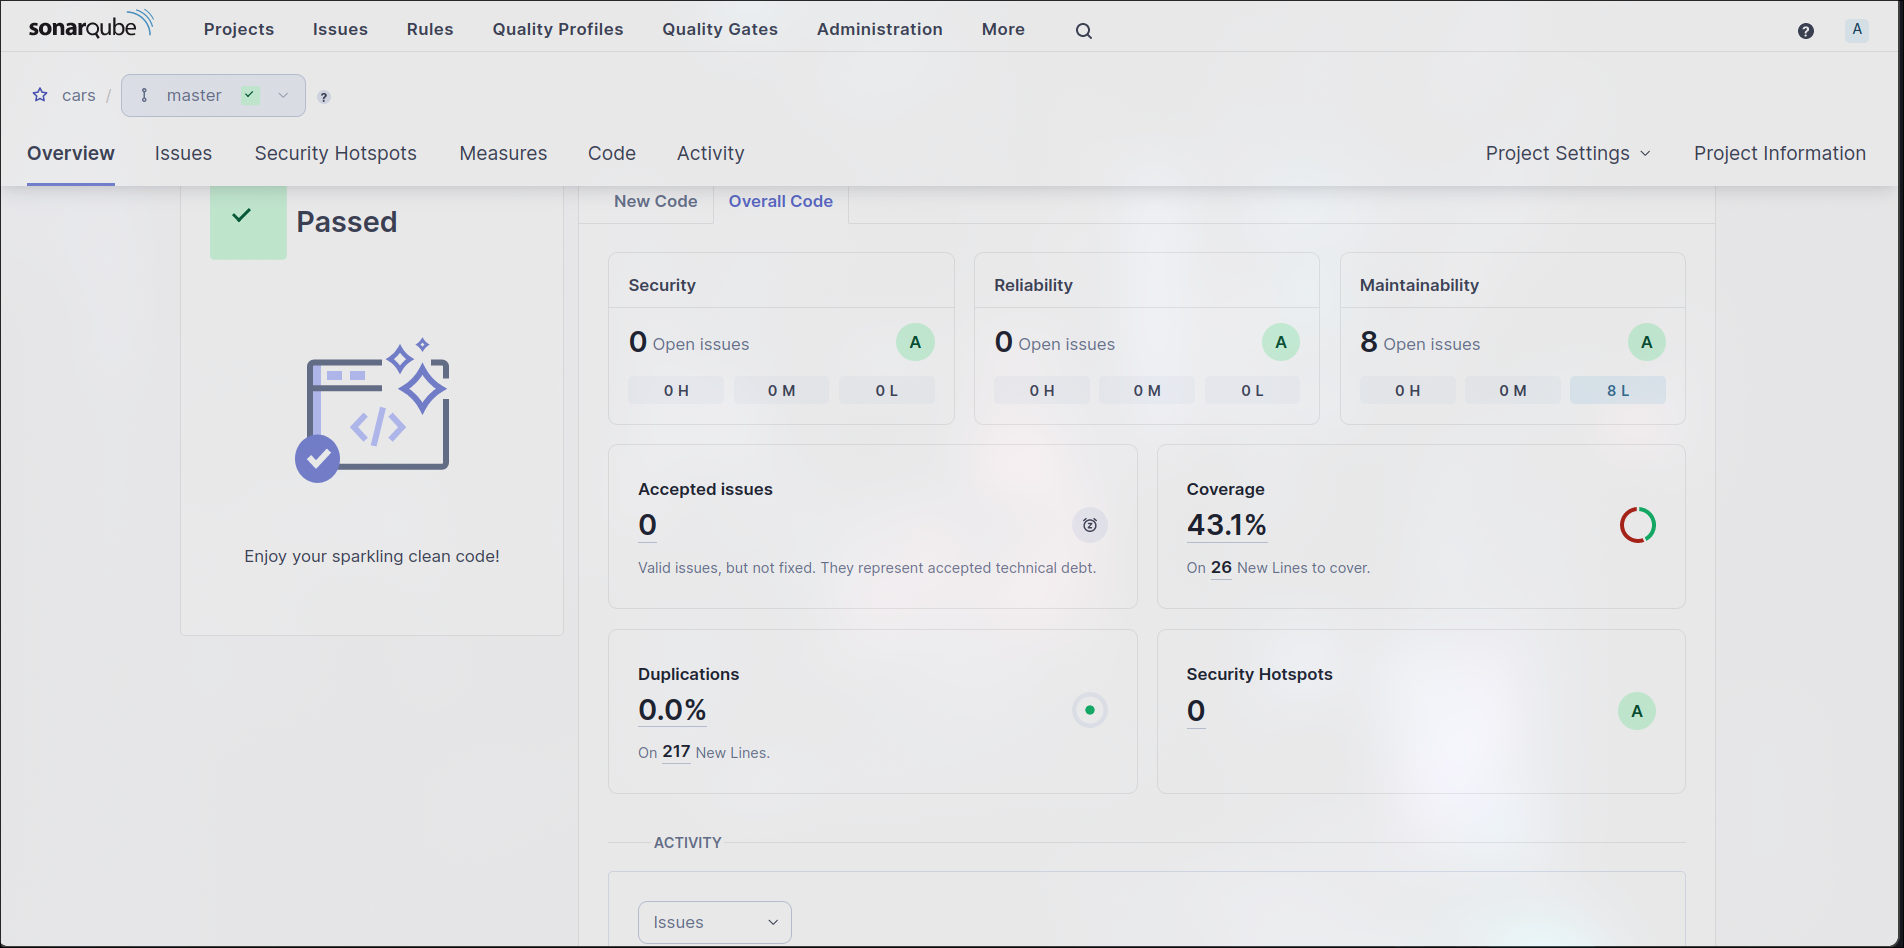 sonarqube Projects Issues Rules Quality Profiles Quality Gates Administration More ? A
cars / master ?
Overview Issues Security Hotspots Measures Code Activity Project Settings Project Information
Passed
Enjoy your sparkling clean code!
New Code Overall Code
Security
0 Open issues A
0 H 0 M 0 L
Reliability
0 Open issues A
0 H 0 M 0 L
Maintainability
8 Open issues A
0 H 0 M 8 L
Accepted issues
0
Valid issues, but not fixed. They represent accepted technical debt.
Coverage
43.1%
On 26 New Lines to cover.
Duplications
0.0%
On 217 New Lines.
Security Hotspots
0 A
ACTIVITY
Issues